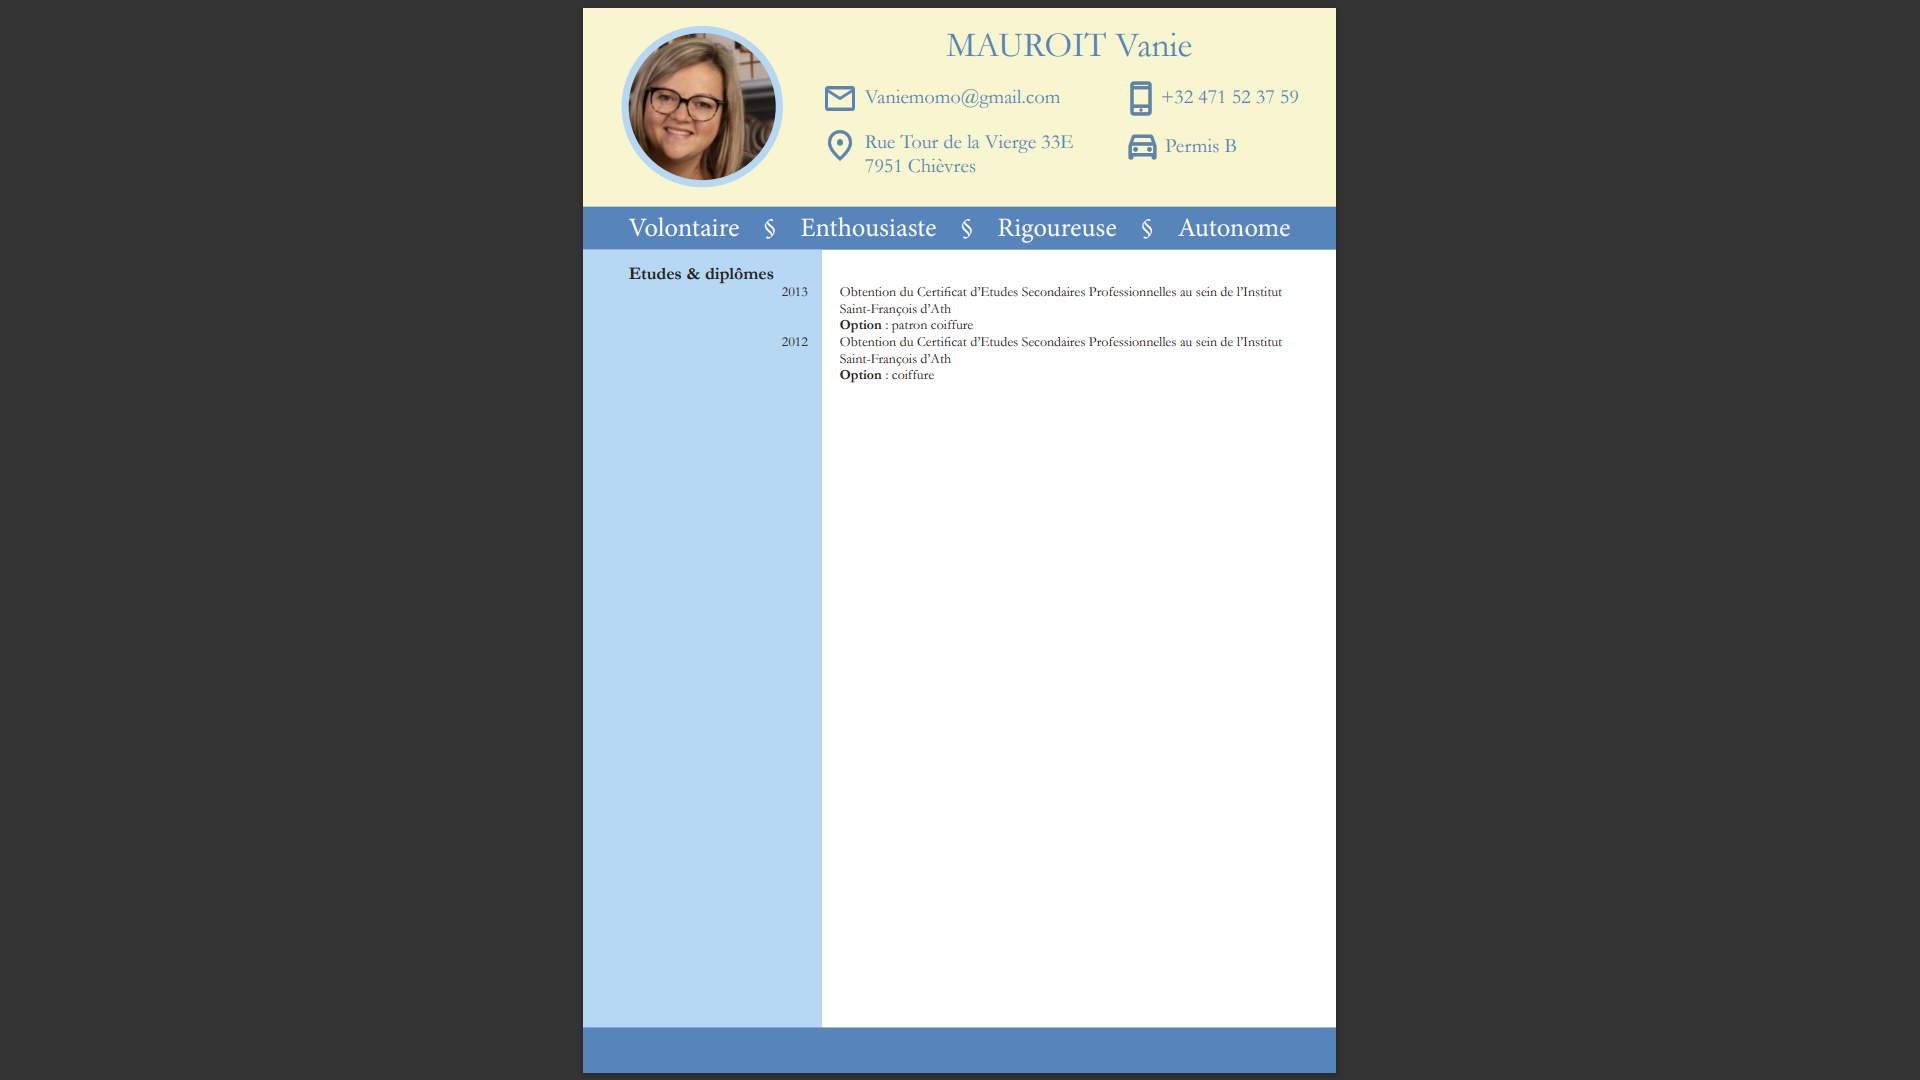 MAUROIT Vanie
Vaniemomo@gmail.com
+32 471 52 37 59
Rue Tour de la Vierge 33E
7951 Chièvres
Permis B
Volontaire § Enthousiaste § Rigoureuse § Autonome
Etudes & diplômes
2013
Obtention du Certificat d’Etudes Secondaires Professionnelles au sein de l’Institut
Saint-François d’Ath
Option : patron coiffure
2012
Obtention du Certificat d’Etudes Secondaires Professionnelles au sein de l’Institut
Saint-François d’Ath
Option : coiffure